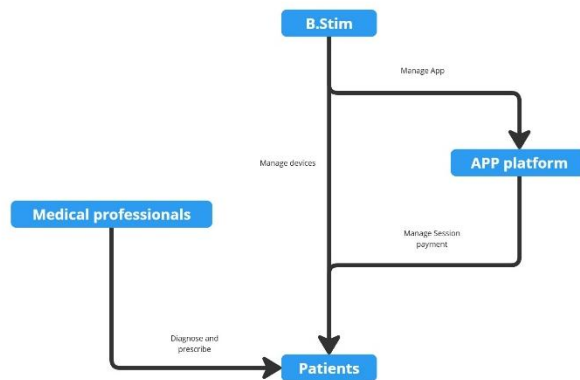 B.Stim
Manage App
Manage devices
APP platform
Medical professionals
Manage Session
payment
Diagnose and
prescribe
Patients